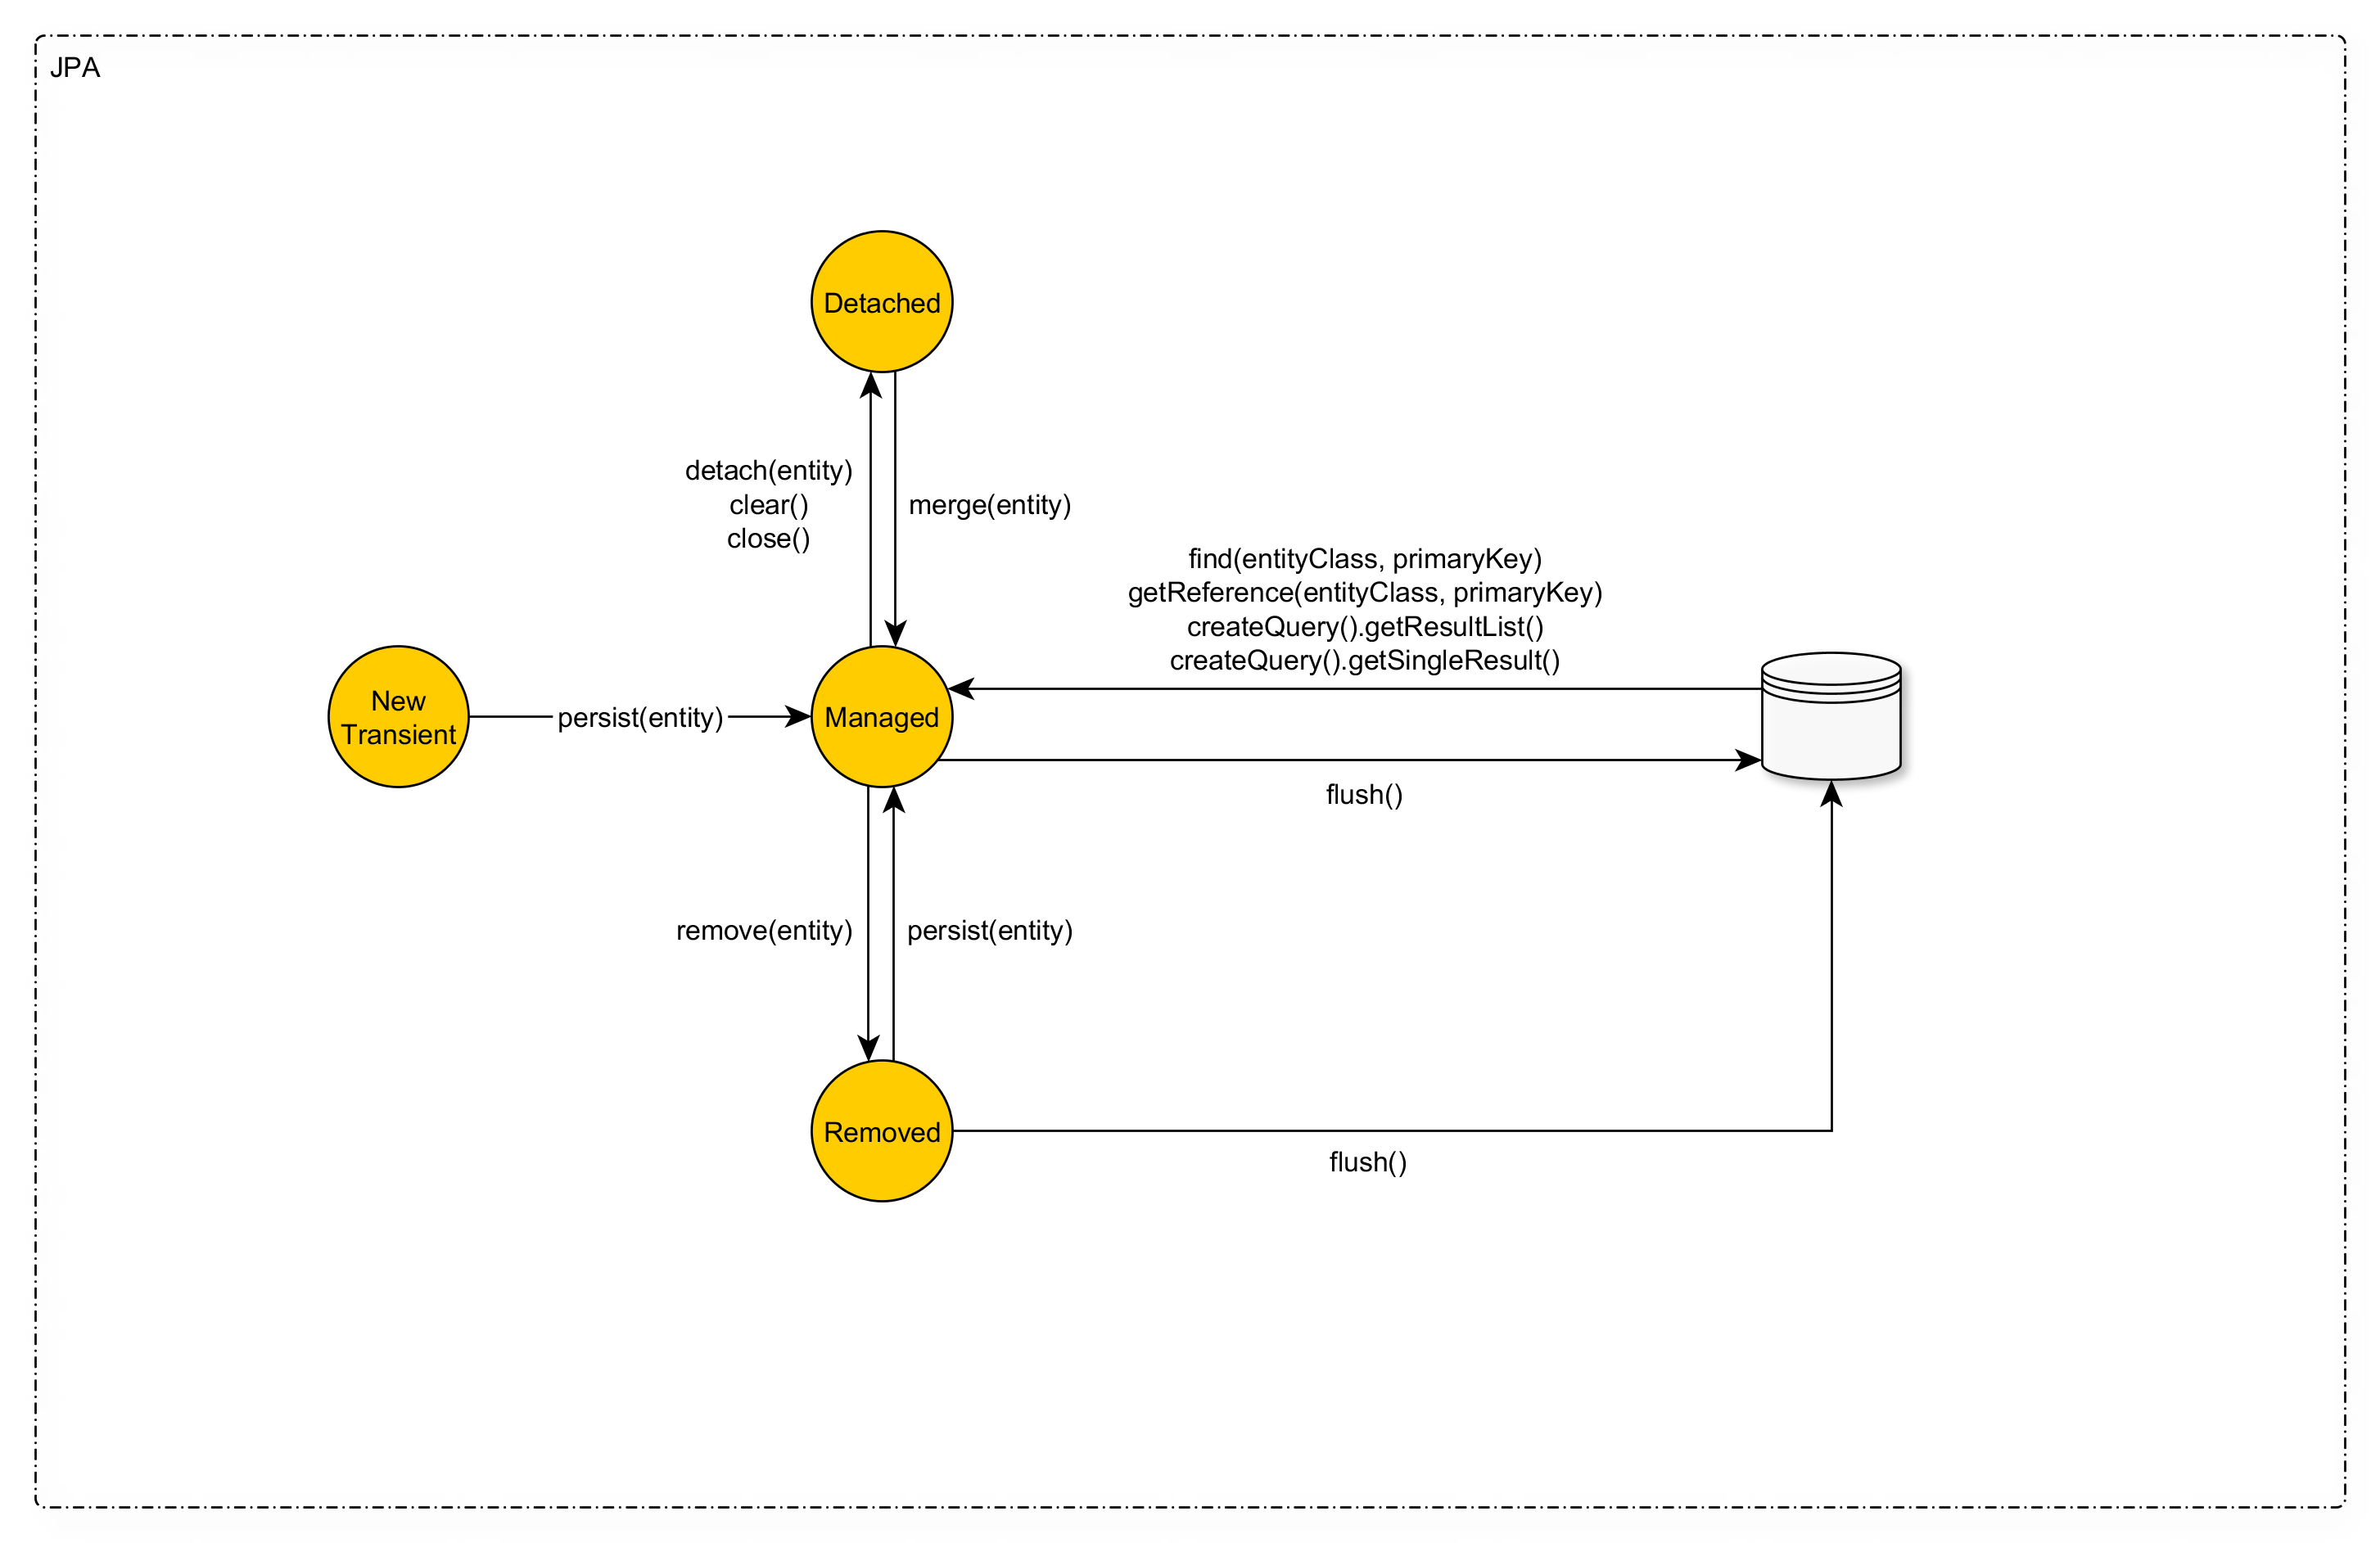 JPA
Detached
detach(entity)
clear()
close()
merge(entity)
find(entityClass, primaryKey)
getReference(entityClass, primaryKey)
createQuery().getResultList()
createQuery().getSingleResult()
New
Transient
persist(entity)
Managed
flush()
remove(entity)
persist(entity)
Removed
flush()